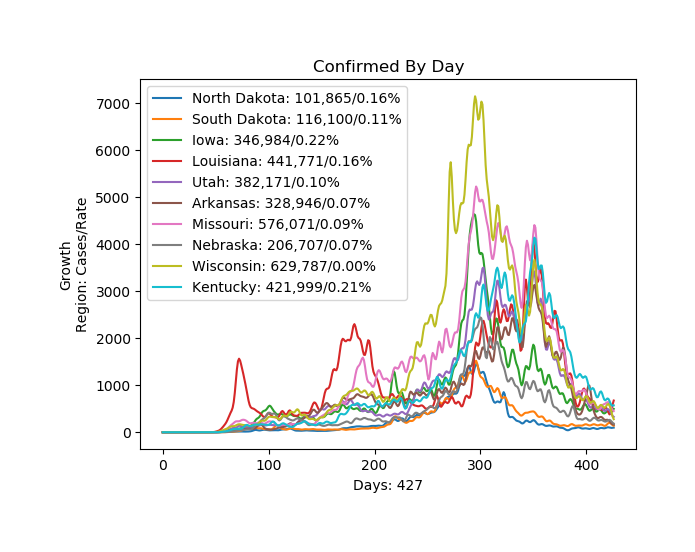 Confirmed By Day
Growth
Region: Cases/Rate
7000
6000
5000
4000
3000
2000
1000
0
North Dakota: 101,865/0.16%
South Dakota: 116,100/0.11%
Iowa: 346,984/0.22%
Louisiana: 441,771/0.16%
Utah: 382,171/0.10%
Arkansas: 328,946/0.07%
Missouri: 576,071/0.09%
Nebraska: 206,707/0.07%
Wisconsin: 629,787/0.00%
Kentucky: 421,999/0.21%
0 100 200 300 400
Days: 427